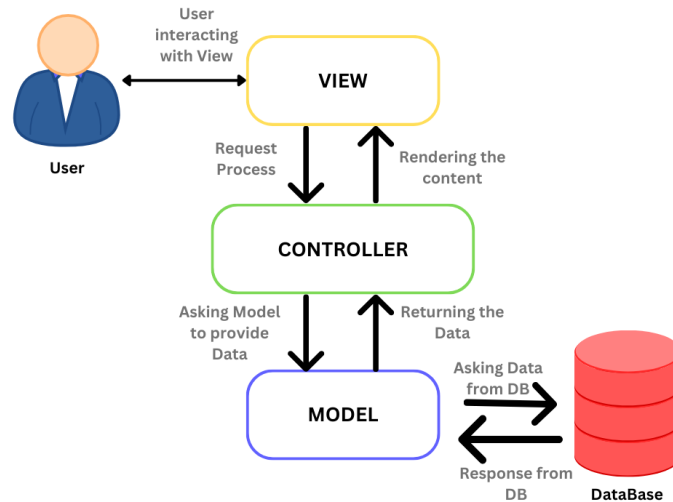 User
interacting
with View
VIEW
User
Request
Process
Rendering the
content
CONTROLLER
Asking Model
to provide
Data
Returning the
Data
MODEL
Asking Data
from DB
Response from
DB
DataBase